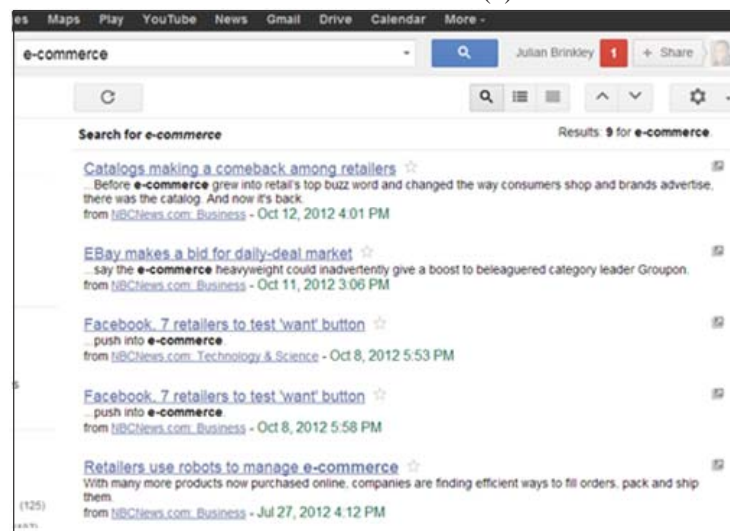 es Maps Play YouTube News Gmail Drive Calendar More
e-commerce Julian Brinkley 1 + Share
Search for e-commerce Results: 9 for e-commerce.
Catalogs making a comeback among retailers
...Before e-commerce grew into retail's top buzz word and changed the way consumers shop and brands advertise,
there was the catalog. And now it's back.
from NBCNews.com: Business - Oct 12, 2012 4:01 PM
EBay makes a bid for daily-deal market
...say the e-commerce heavyweight could inadvertently give a boost to beleaguered category leader Groupon.
from NBCNews.com: Business - Oct 11, 2012 3:06 PM
Facebook, 7 retailers to test 'want' button
...push into e-commerce.
from NBCNews.com: Technology & Science - Oct 8, 2012 5:53 PM
Facebook, 7 retailers to test 'want' button
...push into e-commerce.
from NBCNews.com: Business - Oct 8, 2012 5:58 PM
s
Retailers use robots to manage e-commerce
With many more products now purchased online, companies are finding efficient ways to fill orders, pack and ship
them.
(125)
from NBCNews.com: Business - Jul 27, 2012 4:12 PM